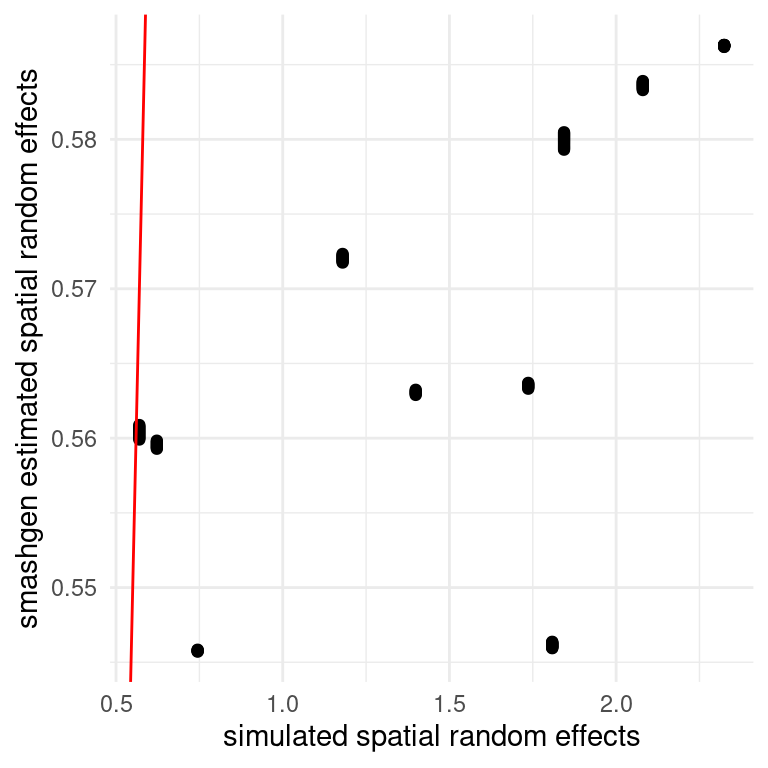 smashgen estimated spatial random effects
0.58
0.57
0.56
0.55
0.5 1.0 1.5 2.0
simulated spatial random effects